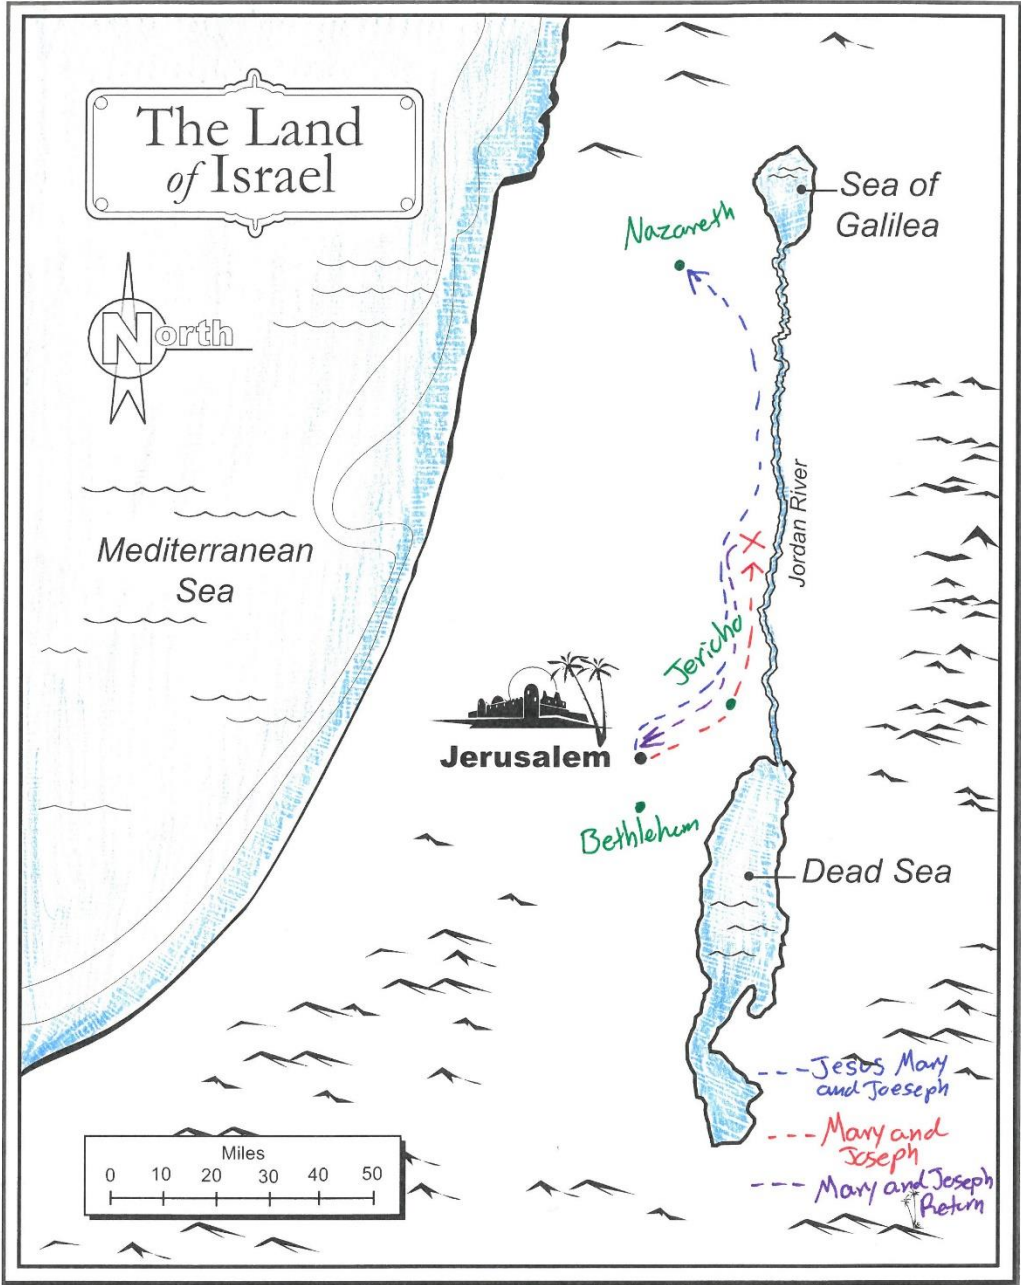 The Land
of Israel
North
Sea of
Galilea
Nazareth
Jordan River
Mediterranean
Sea
Jericho
Jerusalem
Bethlehem
Dead Sea
Jesus Mary
and Joeseph
Mary and
Joseph
Mary and Joseph
Return
Miles
0 10 20 30 40 50